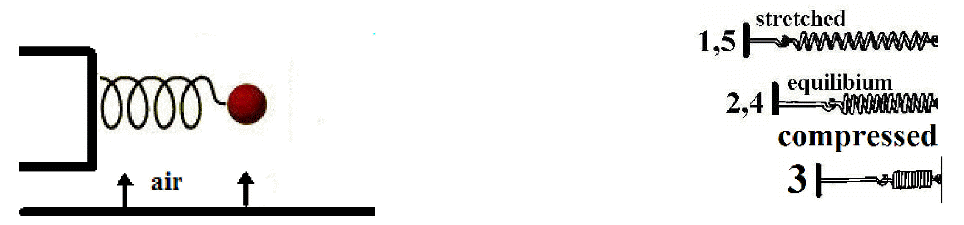 air
stretched
1,5
equilibium
2,4
compressed
3